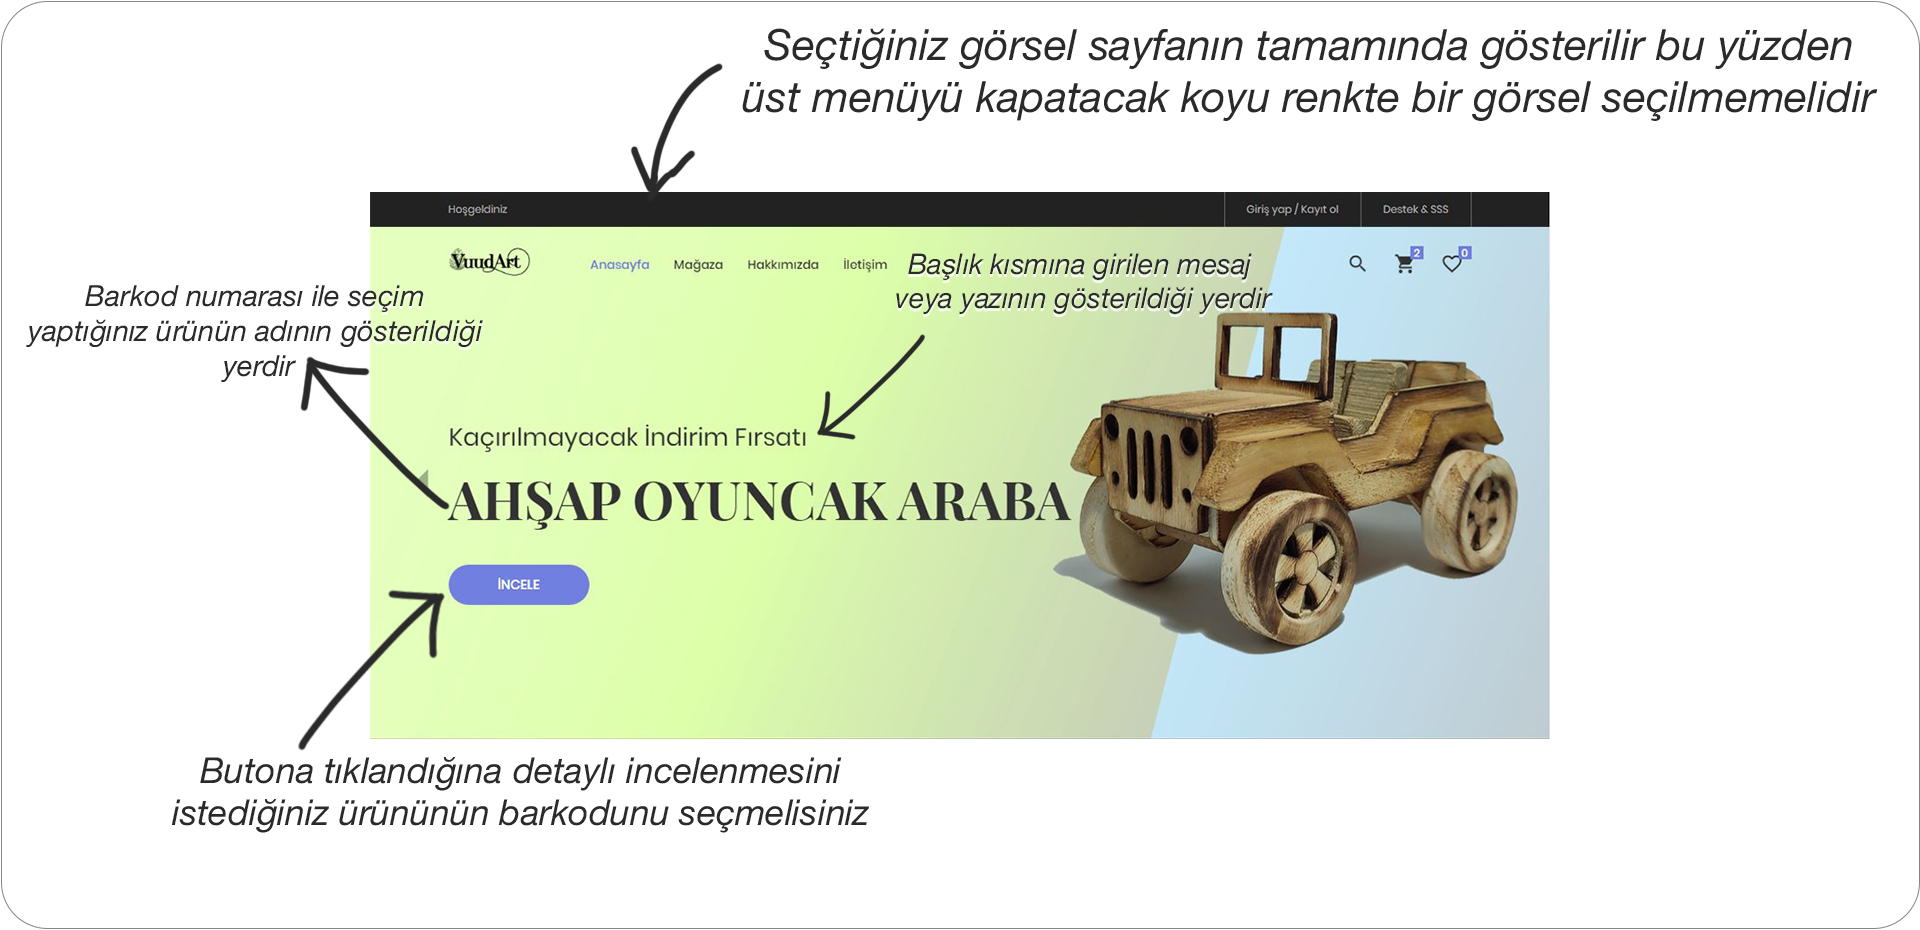 Seçtiğiniz görsel sayfanın tamamında gösterilir bu yüzden
üst menüyü kapatacak koyu renkte bir görsel seçilmemelidir
Hoşgeldiniz
Giriş yap / Kayıt ol
Destek & SSS
VuudArt
Anasayfa
Mağaza
Hakkımızda
İletişim
2
0
Başlık kısmına girilen mesaj
veya yazının gösterildiği yerdir
Barkod numarası ile seçim
yaptığınız ürünün adının gösterildiği
yerdir
Kaçırılmayacak İndirim Fırsatı
AHŞAP OYUNCAK ARABA
İNCELE
Butona tıklandığına detaylı incelenmesini
istediğiniz ürününün barkodunu seçmelisiniz